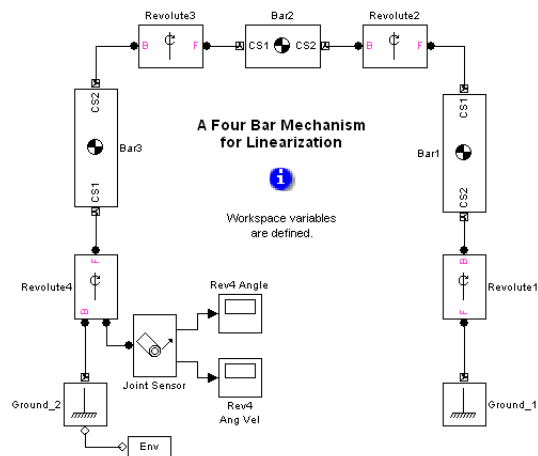 Revolute3
Bar2
Revolute2
B
F
CS1
CS2
B
F
CS2
CS1
Bar3
A Four Bar Mechanism
for Linearization
i
Workspace variables
are defined.
CS1
CS2
Bar1
F
B
Revolute4
B
F
Revolute1
Rev4 Angle
Joint Sensor
Rev4
Ang Vel
Ground_2
Ground_1
Env